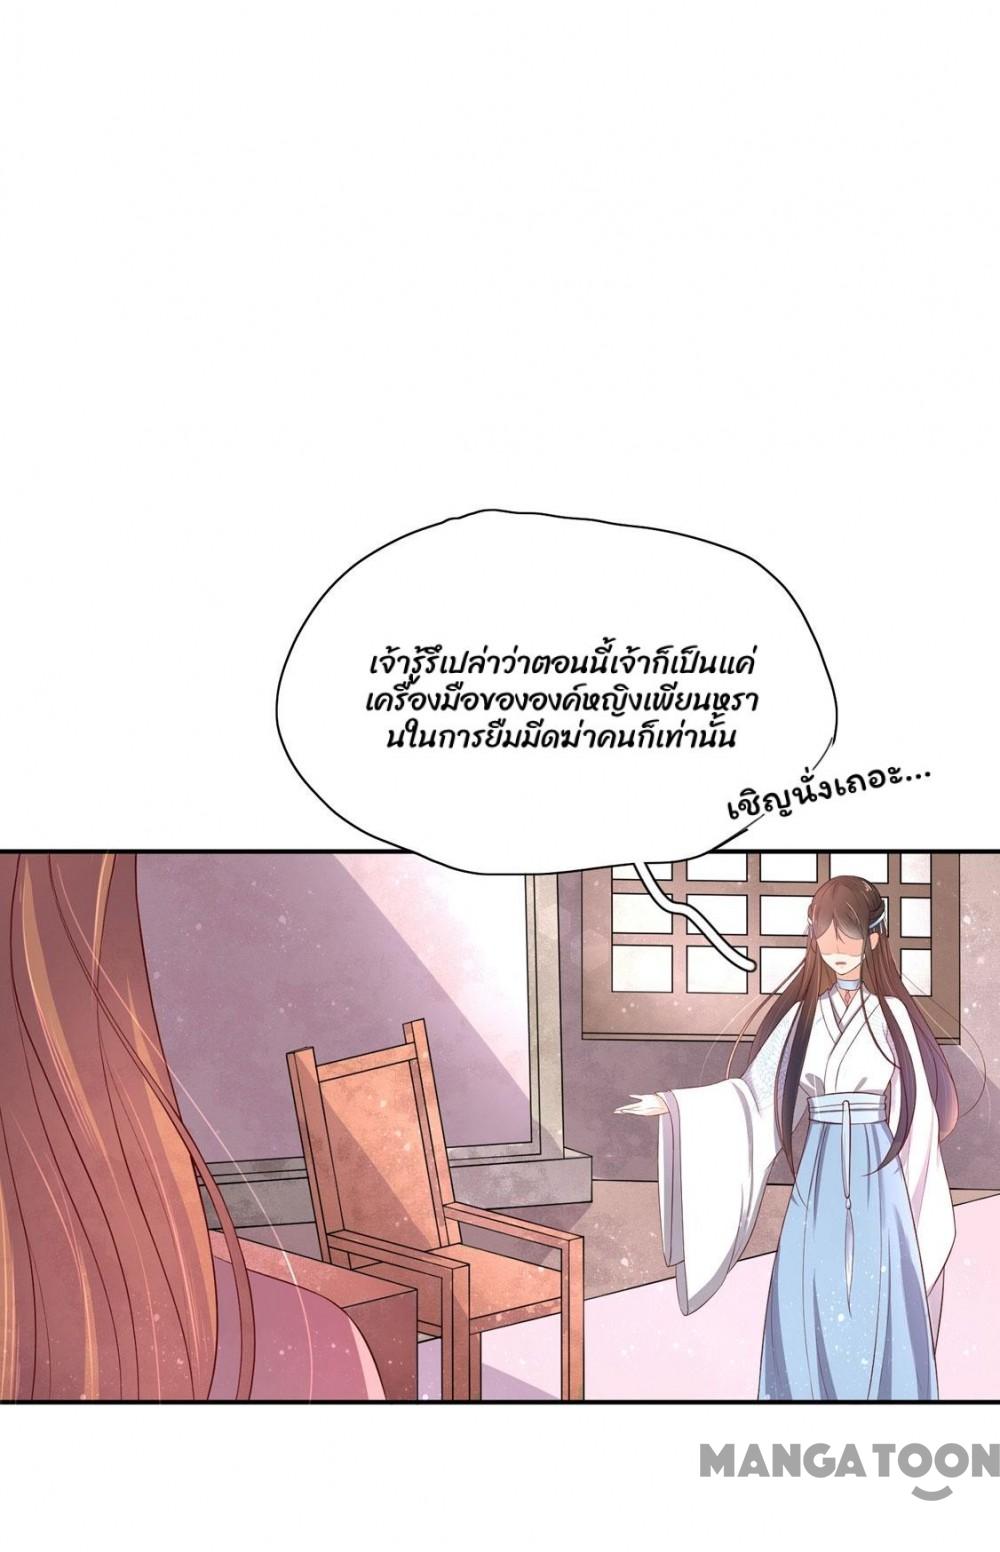 เจ้ารู้รึเปล่าว่าตอนนี้เจ้าก็เป็นแค่
เครื่องมือขององค์หญิงเพียนหรา
นในการยืมมีดฆ่าคนก็เท่านั้น
เชิญนั่งเถอะ...
MANGATOON